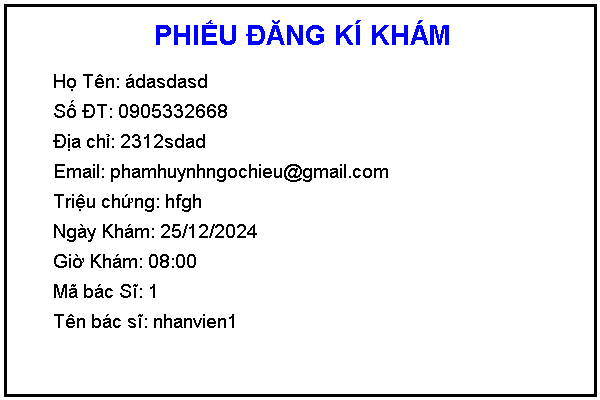 PHIẾU ĐĂNG KÍ KHÁM
Họ Tên: ádasdasd
Số ĐT: 0905332668
Địa chỉ: 2312sdad
Email: phamhuynhngochieu@gmail.com
Triệu chứng: hfgh
Ngày Khám: 25/12/2024
Giờ Khám: 08:00
Mã bác Sĩ: 1
Tên bác sĩ: nhanvien1